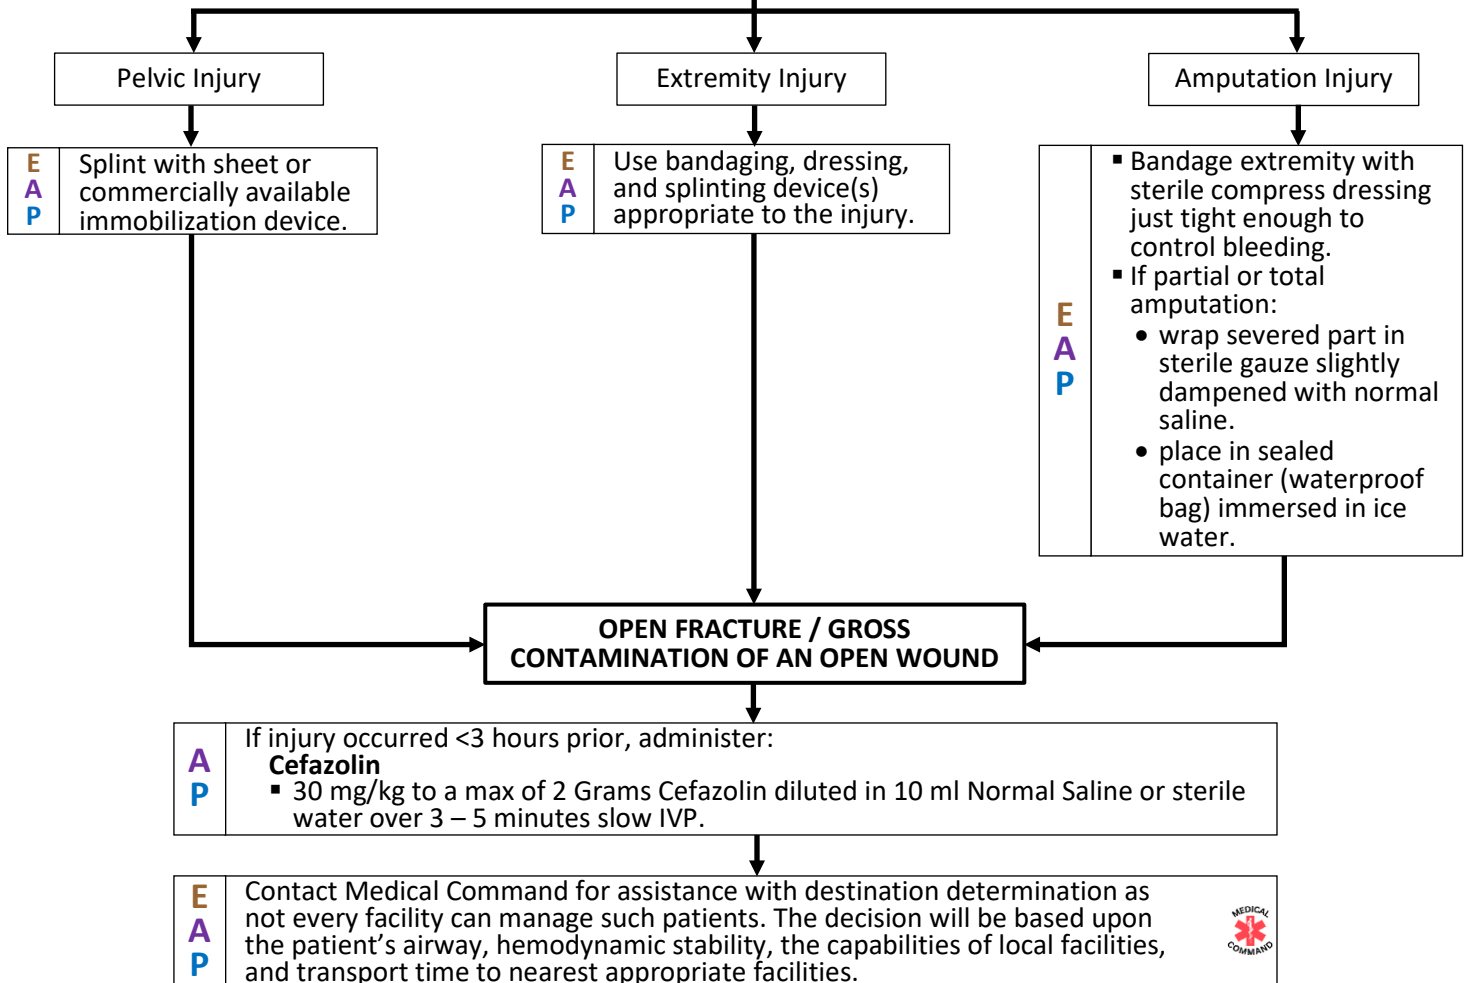 Pelvic Injury
Extremity Injury
Amputation Injury
E
A
P
Splint with sheet or
commercially available
immobilization device.
E
A
P
Use bandaging, dressing,
and splinting device(s)
appropriate to the injury.
E
A
P
▪ Bandage extremity with
sterile compress dressing
just tight enough to
control bleeding.
▪ If partial or total
amputation:
• wrap severed part in
sterile gauze slightly
dampened with normal
saline.
• place in sealed
container (waterproof
bag) immersed in ice
water.
OPEN FRACTURE / GROSS
CONTAMINATION OF AN OPEN WOUND
A
P
If injury occurred <3 hours prior, administer:
Cefazolin
▪ 30 mg/kg to a max of 2 Grams Cefazolin diluted in 10 ml Normal Saline or sterile
water over 3 – 5 minutes slow IVP.
E
A
P
Contact Medical Command for assistance with destination determination as
not every facility can manage such patients. The decision will be based upon
the patient’s airway, hemodynamic stability, the capabilities of local facilities,
and transport time to nearest appropriate facilities.
MEDICAL
COMMAND